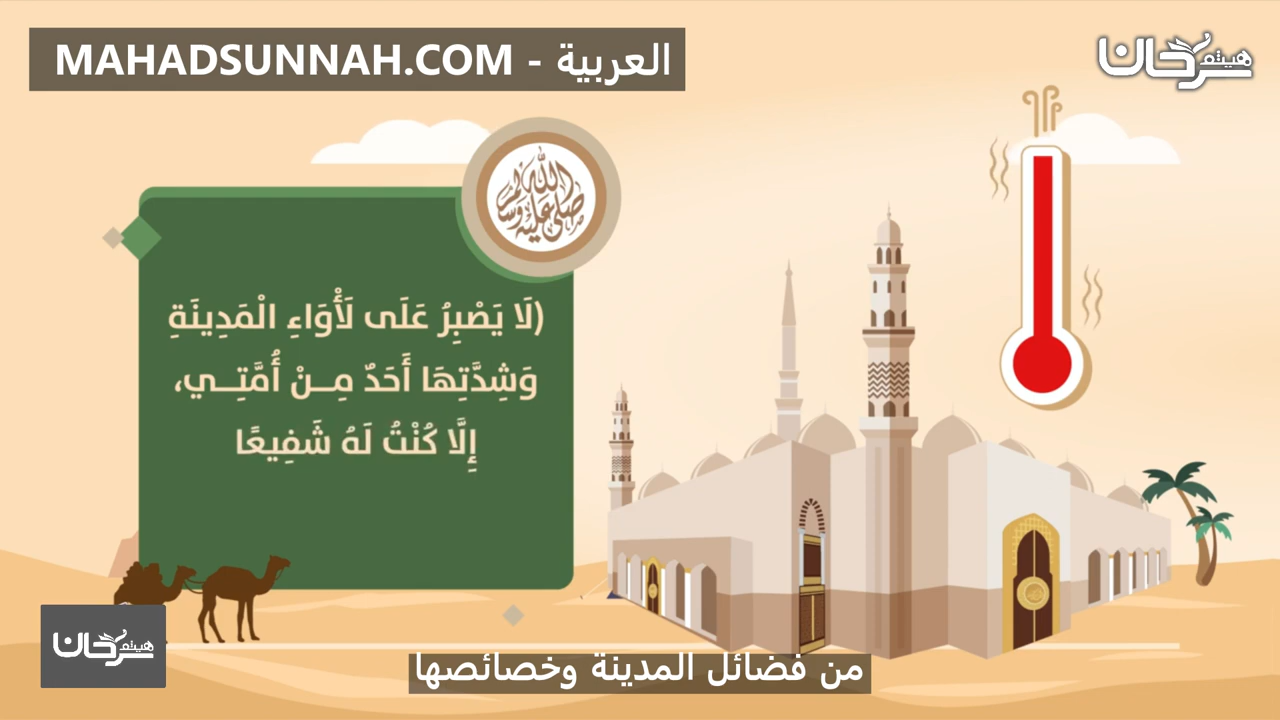 MAHADSUNNAH.COM - العربية
هيثم سرحان
صلى الله عليه وسلم
(لَا يَصْبِرُ عَلَى لَأْوَاءِ الْمَدِينَةِ
وَشِدَّتِهَا أَحَدٌ مِـنْ أُمَّتِـي،
إِلَّا كُنْتُ لَهُ شَفِيعًا
هيثم سرحان
من فضائل المدينة وخصائصها